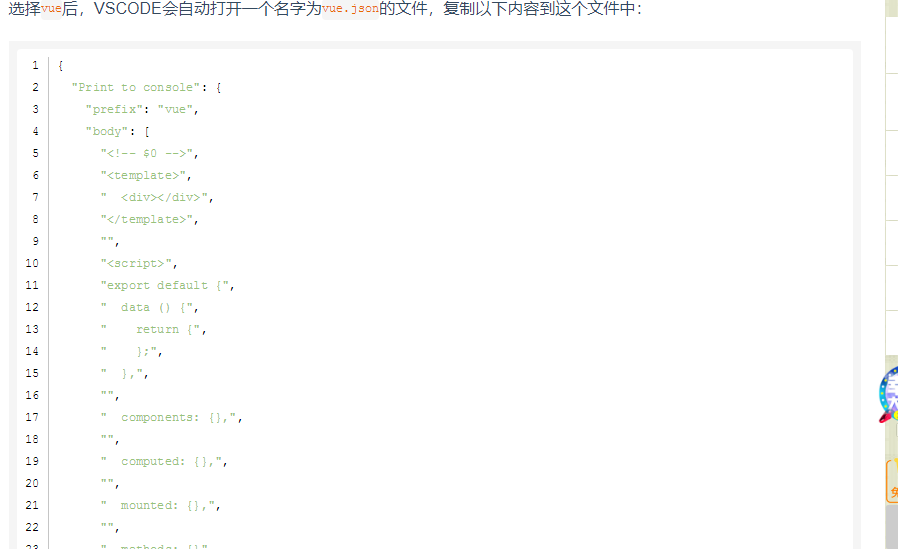 选择vue后，VSCODE会自动打开一个名字为vue.json的文件，复制以下内容到这个文件中：
1 {
2   "Print to console": {
3     "prefix": "vue",
4     "body": [
5       "<!-- $0 -->",
6       "<template>",
7       "  <div></div>",
8       "</template>",
9       "",
10       "<script>",
11       "export default {",
12       "  data () {",
13       "    return {",
14       "    };",
15       "  },",
16       "",
17       "  components: {},",
18       "",
19       "  computed: {},",
20       "",
21       "  mounted: {},",
22       "",
23       "  methods: {}"